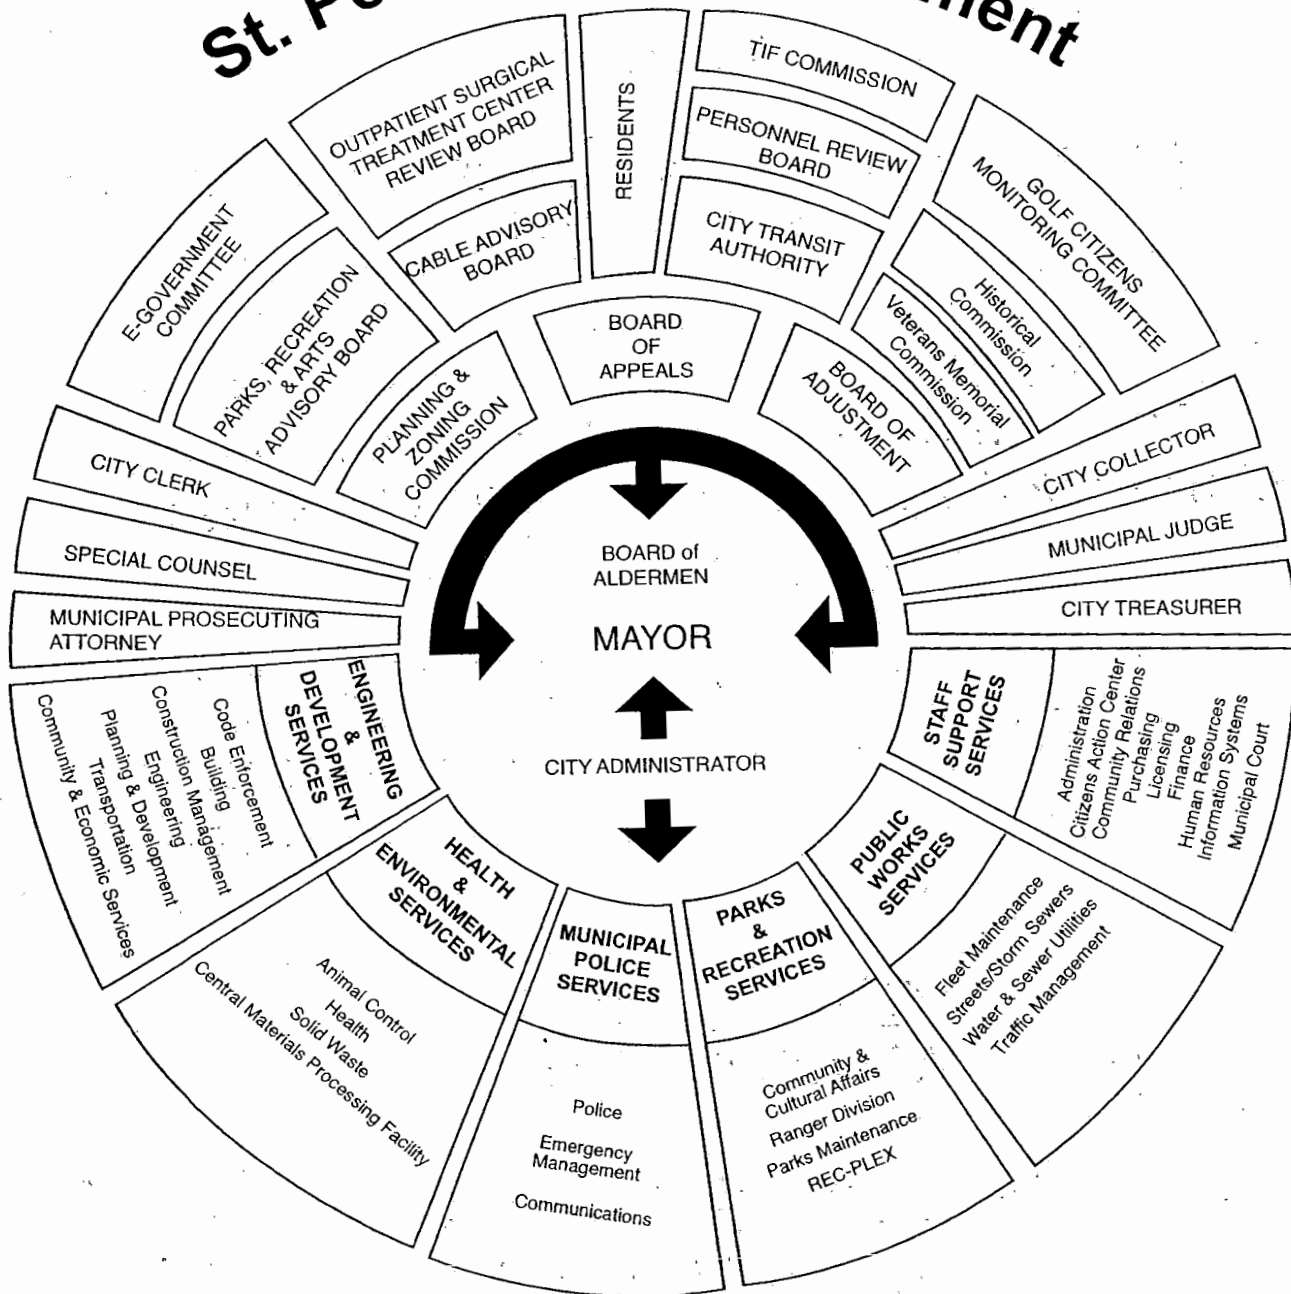 St.
OUTPATIENT SURGICAL
TREATMENT CENTER
REVIEW BOARD
CABLE ADVISORY
BOARD
RESIDENTS
TIF COMMISSION
PERSONNEL REVIEW
BOARD
CITY TRANSIT
AUTHORITY
GOLF CITIZENS
MONITORING COMMITTEE
Historical
Commission
Veterans Memorial
Commission
E-GOVERNMENT
COMMITTEE
PARKS, RECREATION
& ARTS
ADVISORY BOARD
PLANNING &
ZONING
COMMISSION
BOARD
OF
APPEALS
BOARD OF
ADJUSTMENT
CITY CLERK
SPECIAL COUNSEL
MUNICIPAL PROSECUTING
ATTORNEY
CITY COLLECTOR
MUNICIPAL JUDGE
CITY TREASURER
BOARD of
ALDERMEN
MAYOR
CITY ADMINISTRATOR
ENGINEERING
&
DEVELOPMENT
SERVICES
Code Enforcement
Building
Construction Management
Engineering
Planning & Development
Transportation
Community & Economic Services
HEALTH
&
ENVIRONMENTAL
SERVICES
Animal Control
Health
Solid Waste
Central Materials Processing Facility
MUNICIPAL
POLICE
SERVICES
Police
Emergency
Management
Communications
PARKS
&
RECREATION
SERVICES
Community &
Cultural Affairs
Ranger Division
Parks Maintenance
REC-PLEX
PUBLIC
WORKS
SERVICES
Fleet Maintenance
Streets/Storm Sewers
Water & Sewer Utilities
Traffic Management
STAFF
SUPPORT
SERVICES
Administration
Citizens Action Center
Community Relations
Purchasing
Licensing
Finance
Human Resources
Information Systems
Municipal Court